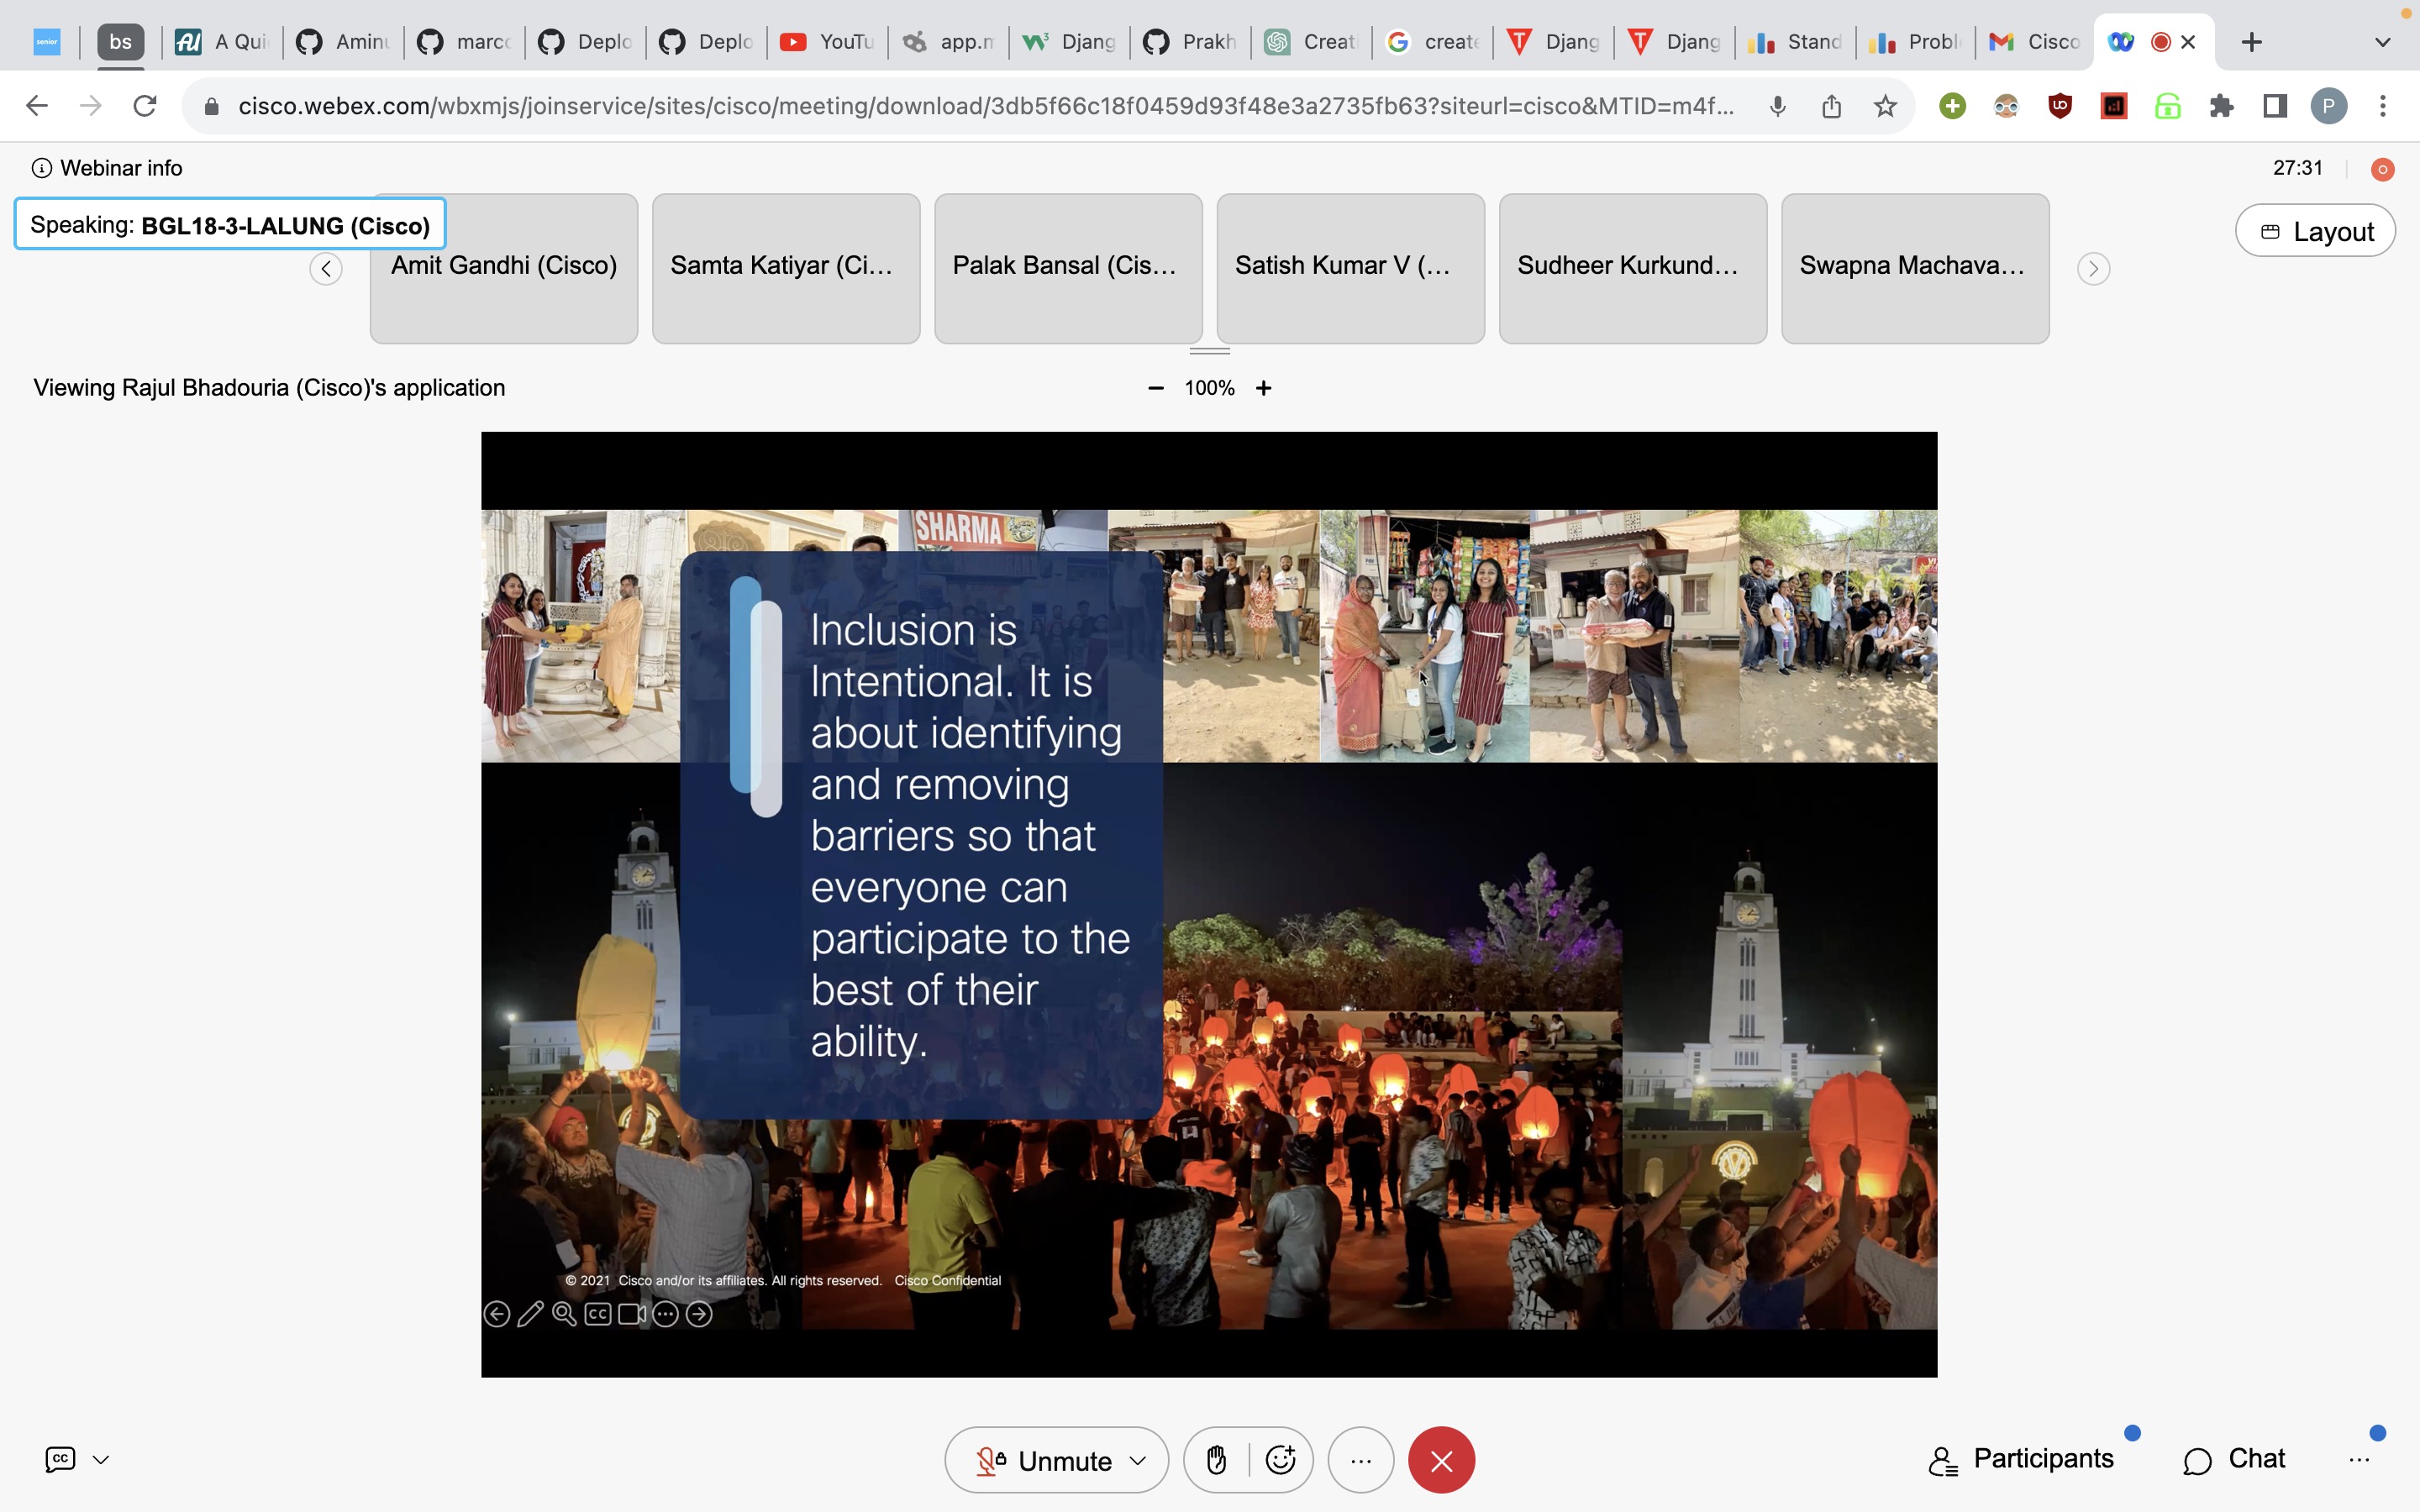 senior
bs
A Qui
Aminu
marco
Deplo
Deplo
YouTu
app.m
Djang
Prakh
Creat
create
Djang
Djang
Stand
Probl
Cisco
cisco.webex.com/wbxmjs/joinservice/sites/cisco/meeting/download/3db5f66c18f0459d93f48e3a2735fb63?siteurl=cisco&MTID=m4f...
P
Webinar info
27:31
Speaking: BGL18-3-LALUNG (Cisco)
Layout
Amit Gandhi (Cisco)
Samta Katiyar (Ci...
Palak Bansal (Cis...
Satish Kumar V (...
Sudheer Kurkund...
Swapna Machava...
Viewing Rajul Bhadouria (Cisco)'s application
100%
SHARMA
Inclusion is
Intentional. It is
about identifying
and removing
barriers so that
everyone can
participate to the
best of their
ability.
© 2021 Cisco and/or its affiliates. All rights reserved. Cisco Confidential
CC
CC
Unmute
Participants
Chat